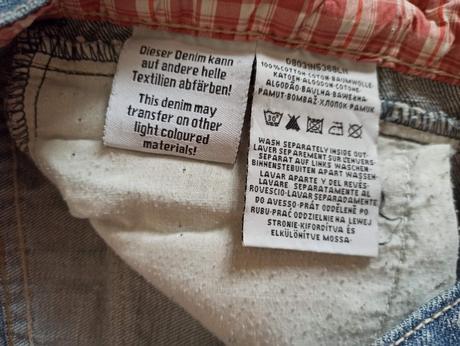 Dieser Denim kann
auf andere helle
Textilien abfärben!
This denim may
transfer on other
light coloured
materials!
100% COTTON-COTON-BAUMWOLLE-
KATOEN-ALGODON-COTONE-
ALGODÃO-BAVLNA-BAWEŁNA-
PAMUT-BOMBAŽ-ХЛОПОК PAMUK
WASH SEPARATELY INSIDE OUT-
LAVER SEPAREMENT SUR L'ENVERS-
SEPARAT AUF LINKS WASCHEN-
BINNENSTEBUITEN APART WASSEN-
LAVAR APARTE Y DEL REVÉS-
LAVARE SEPARATAMENTE AL
ROVESCIO-LAVAR SEPARADAMENTE
DO AVESSO-PRÁT ODDĚLENĚ PO
RUBU-PRAĆ ODDZIELNIE NA LEWEJ
STRONIE-KIFORDÍTVA ÉS
ELKÜLÖNÍTVE MOSSA-